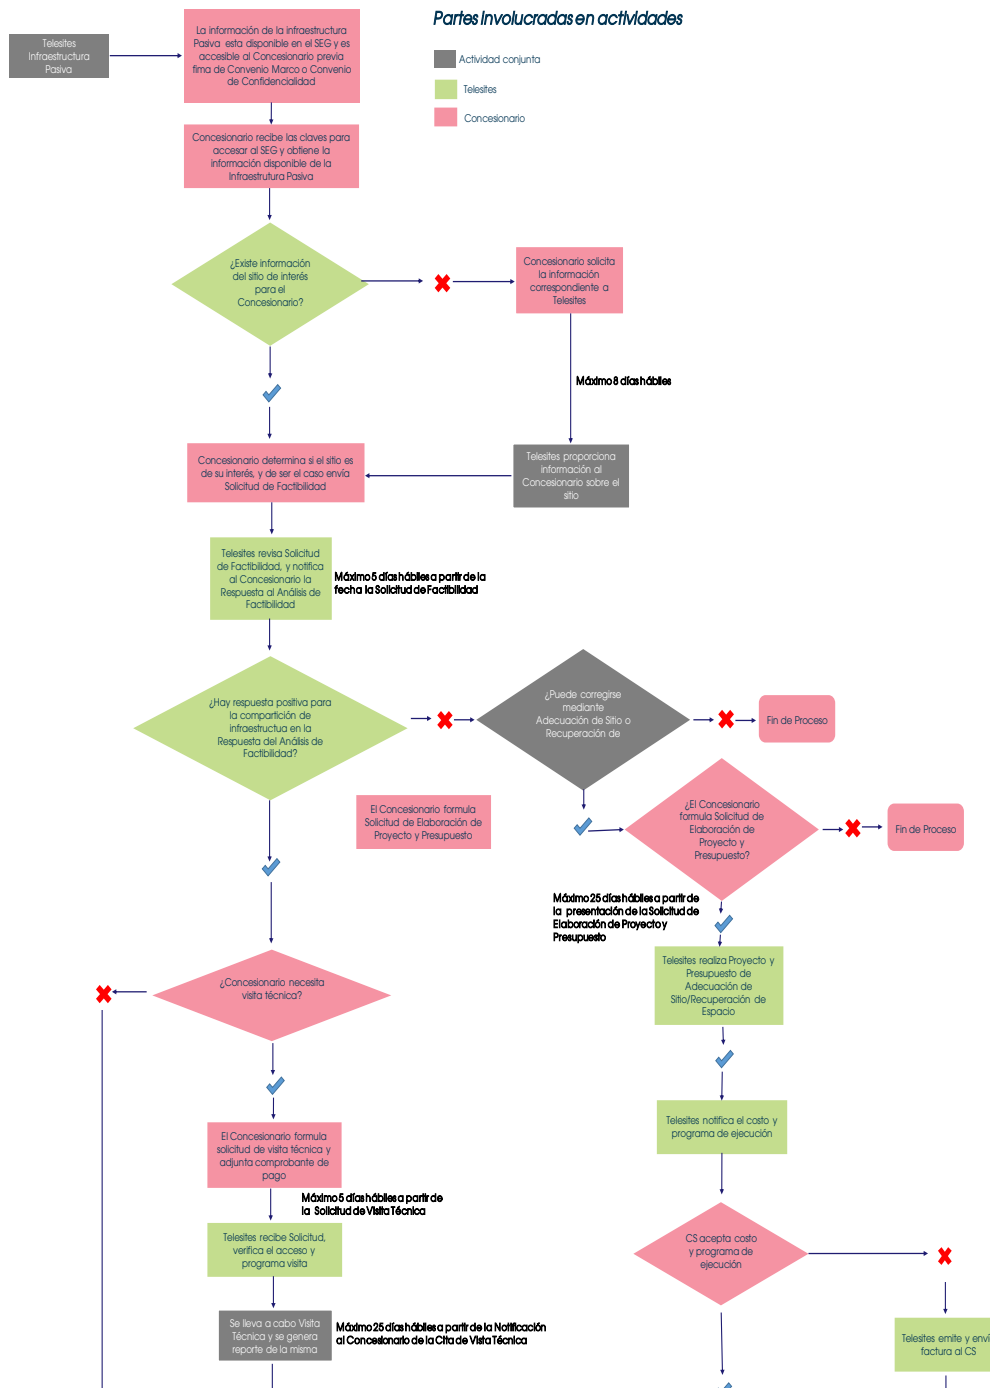 Partes Involucradas en actividades
Telesites
Infraestructura
Pasiva
La información de la infraestructura
Pasiva esta disponible en el SEG y es
accesible al Concesionario previa
fima de Convenio Marco o Convenio
de Confidencialidad
Actividad conjunta
Telesites
Concesionario
Concesionario recibe las claves para
accesar al SEG y obtiene la
información disponible de la
Infraestrutura Pasiva
¿Existe información
del sitio de interés
para el
Concesionario?
Concesionario solicita
la información
correspondiente a
Telesites
Máximo 8 días hábiles
Concesionario determina si el sitio es
de su interés, y de ser el caso envía
Solicitud de Factibilidad
Telesites proporciona
información al
Concesionario sobre el
sitio
Telesites revisa Solicitud
de Factibilidad, y notifica
al Concesionario la
Respuesta al Análisis de
Factibilidad
Máximo 5 días hábiles a partir de la
fecha la Solicitud de Factibilidad
¿Hay respuesta positiva para
la compartición de
infraestructua en la
Respuesta del Análisis de
Factibilidad?
¿Puede corregirse
mediante
Adecuación de Sitio o
Recuperación de
Fin de Proceso
El Concesionario formula
Solicitud de Elaboración de
Proyecto y Presupuesto
¿El Concesionario
formula Solicitud de
Elaboración de
Proyecto y
Presupuesto?
Fin de Proceso
Máximo 25 días hábiles a partir de
la presentación de la Solicitud de
Elaboración de Proyecto y
Presupuesto
Telesites realiza Proyecto y
Presupuesto de
Adecuación de
Sitio/Recuperación de
Espacio
¿Concesionario necesita
visita técnica?
Telesites notifica el costo y
programa de ejecución
El Concesionario formula
solicitud de visita técnica y
adjunta comprobante de
pago
Máximo 5 días hábiles a partir de
la Solicitud de Visita Técnica
Telesites recibe Solicitud,
verifica el acceso y
programa visita
CS acepta costo
y programa de
ejecución
Se lleva a cabo Visita
Técnica y se genera
reporte de la misma
Máximo 25 días hábiles a partir de la Notificación
al Concesionario de la Cita de Vista Técnica
Telesites emite y enví
factura al CS